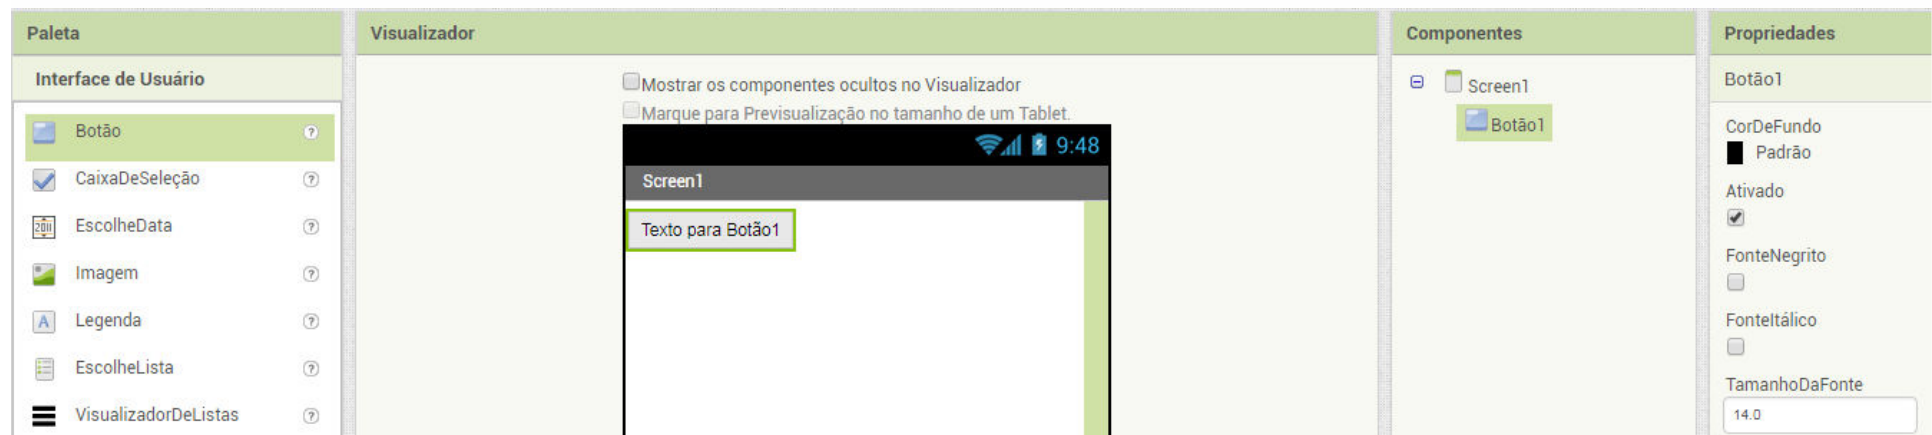 Paleta
Interface de Usuário
Botão
CaixaDeSeleção
EscolheData
Imagem
Legenda
EscolheLista
VisualizadorDeListas
Visualizador
Mostrar os componentes ocultos no Visualizador
Marque para Previsualização no tamanho de um Tablet.
9:48
Screen1
Texto para Botão1
Componentes
Screen1
Botão1
Propriedades
Botão1
CorDeFundo
Padrão
Ativado
FonteNegrito
FonteItálico
TamanhoDaFonte
14.0